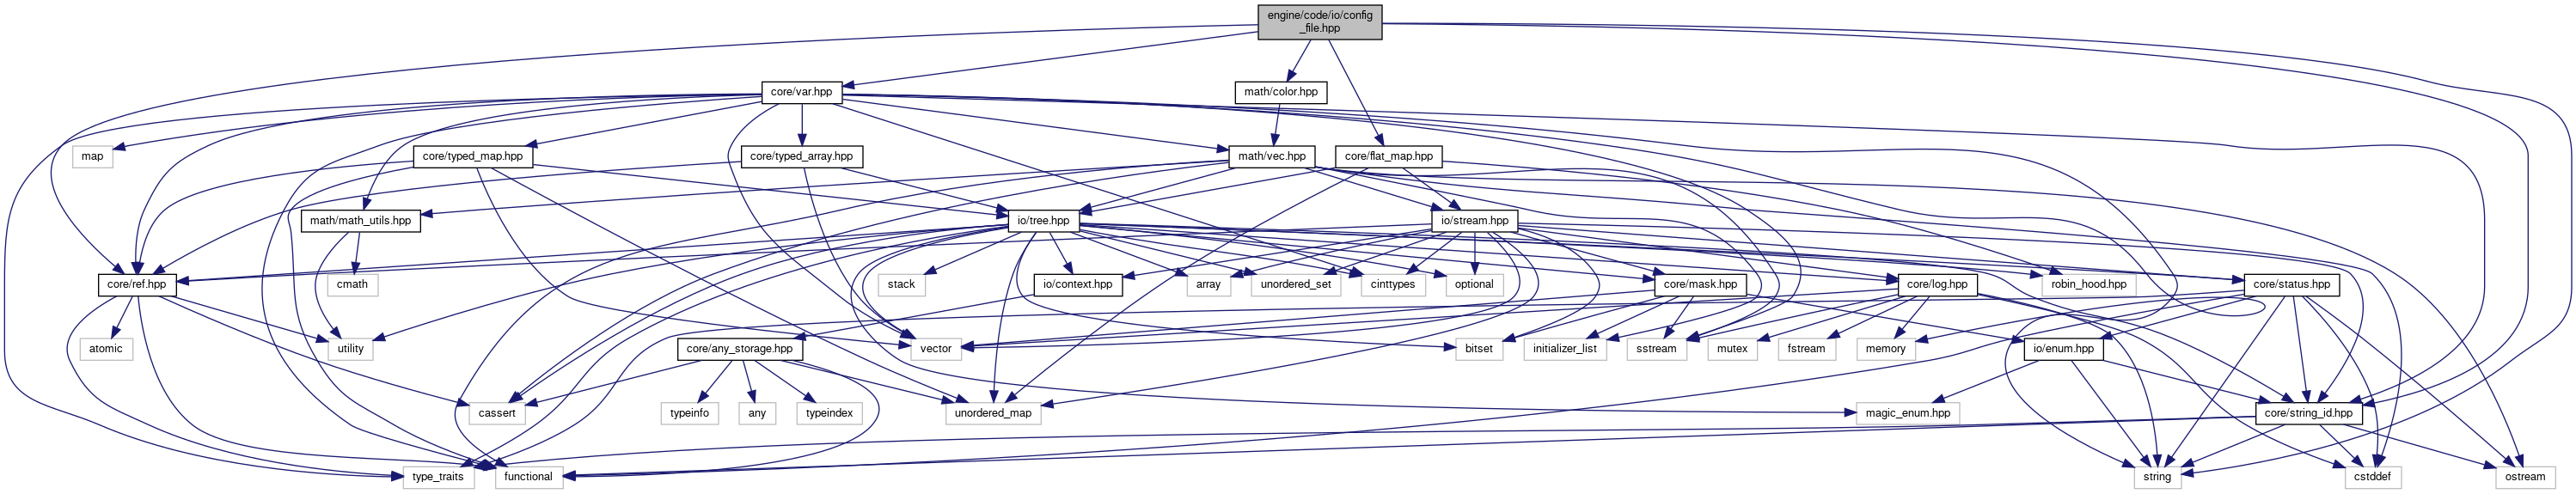 engine/code/io/config
_file.hpp
core/var.hpp
math/color.hpp
map
core/typed_map.hpp
core/typed_array.hpp
math/vec.hpp
core/flat_map.hpp
math/math_utils.hpp
io/tree.hpp
io/stream.hpp
core/ref.hpp
cmath
stack
io/context.hpp
array
unordered_set
cinttypes
optional
core/mask.hpp
core/log.hpp
robin_hood.hpp
core/status.hpp
atomic
utility
core/any_storage.hpp
vector
bitset
initializer_list
sstream
mutex
fstream
memory
io/enum.hpp
cassert
typeinfo
any
typeindex
unordered_map
magic_enum.hpp
core/string_id.hpp
type_traits
functional
string
cstddef
ostream